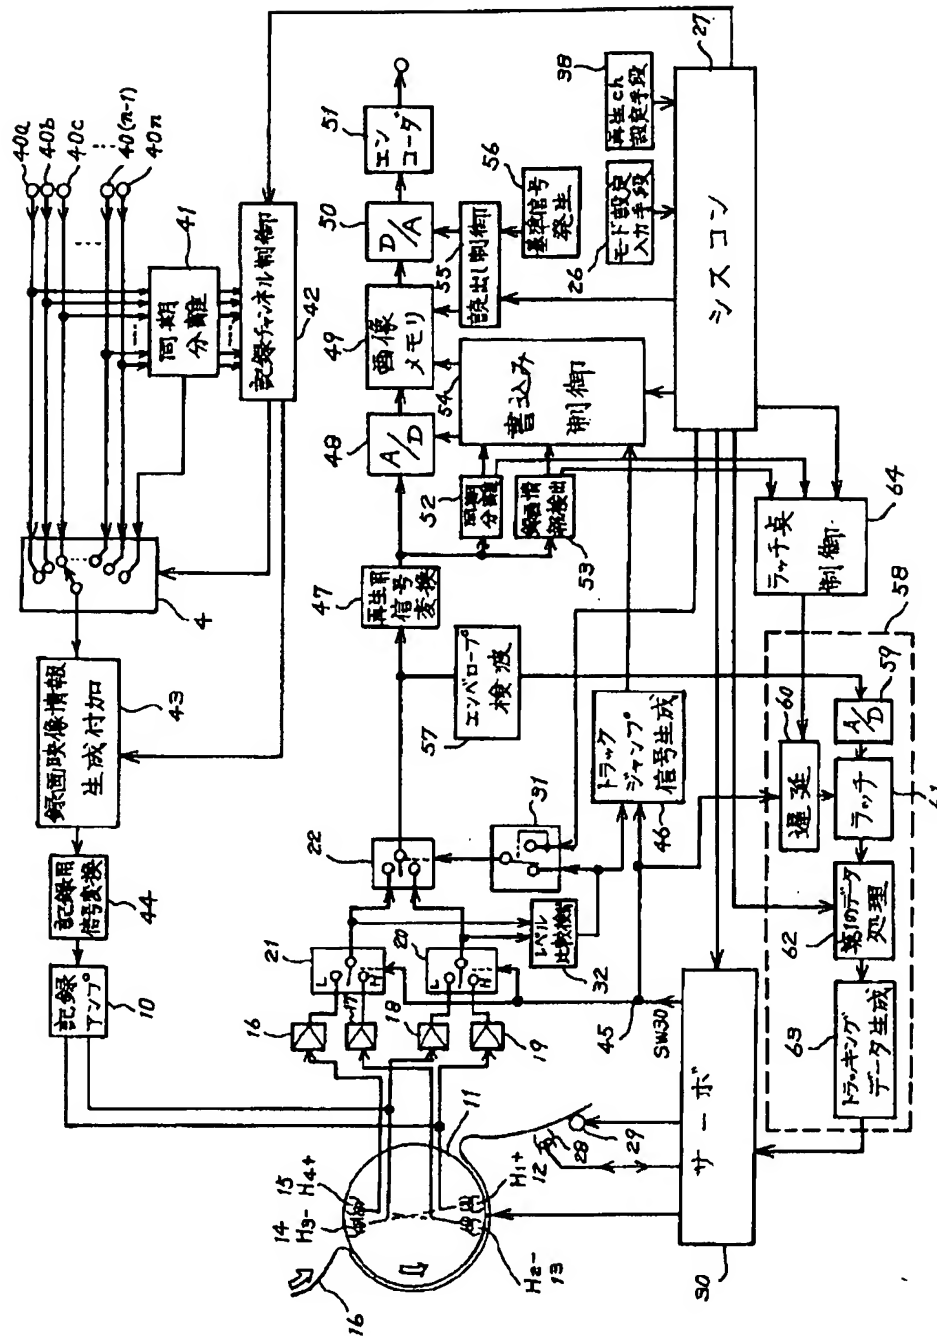 40a
40b
40c
40(n-1)
40n
41
同期
分離
記録チャンネル制御
42
4
録画映像情報
生成付加
43
記録用
信号変換
44
記録
アンプ
10
27
シスコン
38
再生ch
設定手段
26
モード設定
入力手段
51
エン
コーダ
50
D/A
49
画像
メモリ
48
A/D
55
読出し制御
56
基準信号
発生
54
書込み
制御
52
同期
分離
53
録画情
報検出
47
再生用
信号
変換
57
エンベロープ
検波
46
トラック
ジャンプ
信号生成
31
22
21
L
H
20
L
H
レベル
比較検出
32
16
17
18
19
45
SW30
64
ラッチ点
制御
58
59
A/D
60
遅延
61
ラッチ
62
第1のデータ
処理
63
トラッキング
データ生成
サーボ
30
11
15
H4+
14
H3-
H1+
12
H2-
13
28
29
16